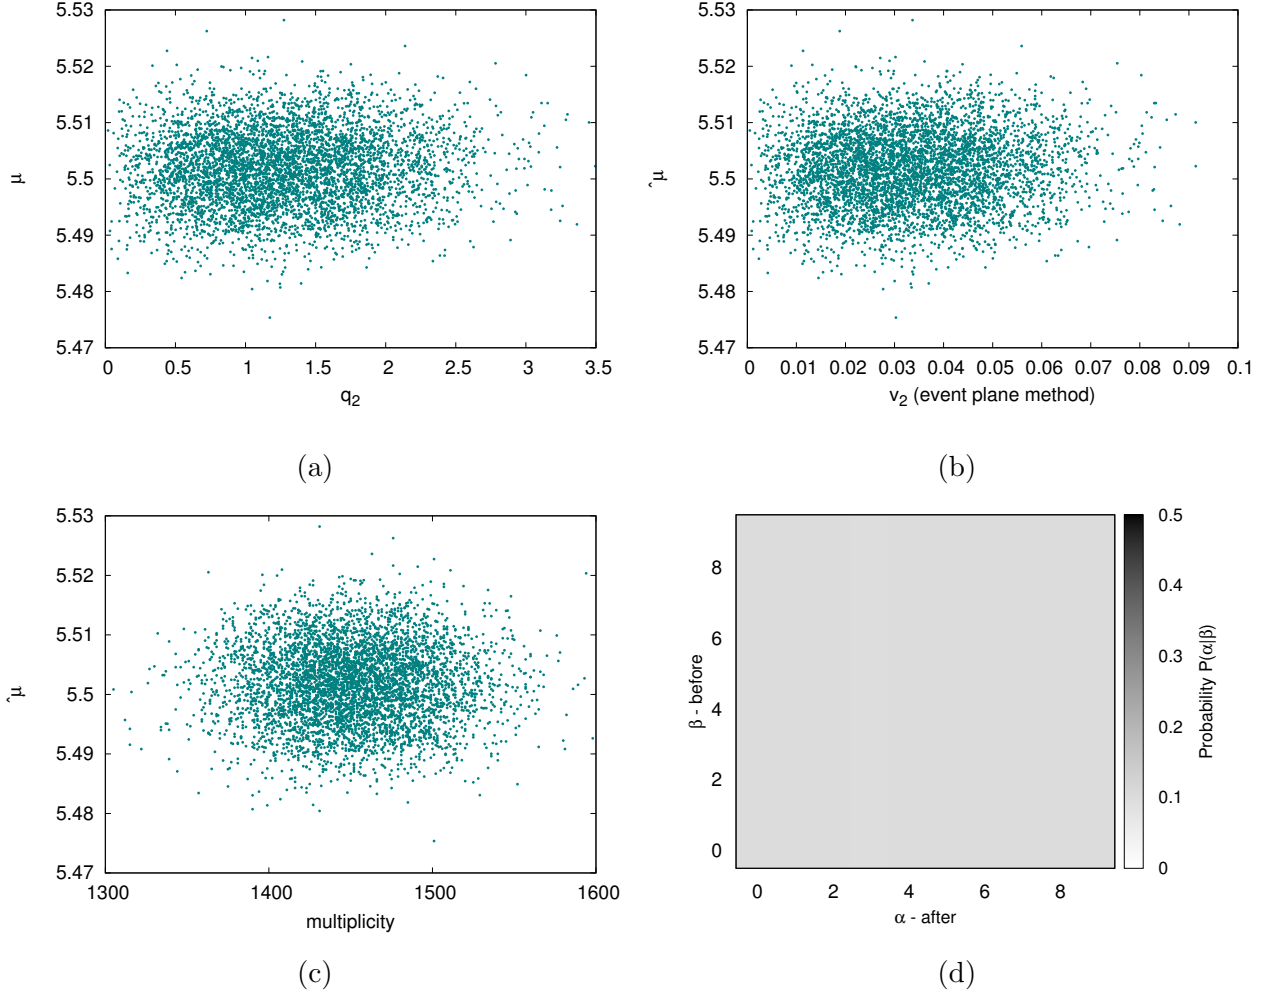 5.53
5.52
5.51
5.5
5.49
5.48
5.47
μ
0 0.5 1 1.5 2 2.5 3 3.5
q2
(a)
5.53
5.52
5.51
5.5
5.49
5.48
5.47
μ̂
0 0.01 0.02 0.03 0.04 0.05 0.06 0.07 0.08 0.09 0.1
v2 (event plane method)
(b)
5.53
5.52
5.51
5.5
5.49
5.48
5.47
μ̂
1300 1400 1500 1600
multiplicity
(c)
8
6
4
2
0
β - before
0 2 4 6 8
α - after
0.5
0.4
0.3
0.2
0.1
0
Probability P(α|β)
(d)